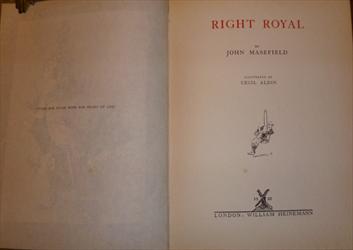 RIGHT ROYAL
BY
JOHN MASEFIELD
ILLUSTRATED BY
CECIL ALDIN
LONDON: WILLIAM HEINEMANN